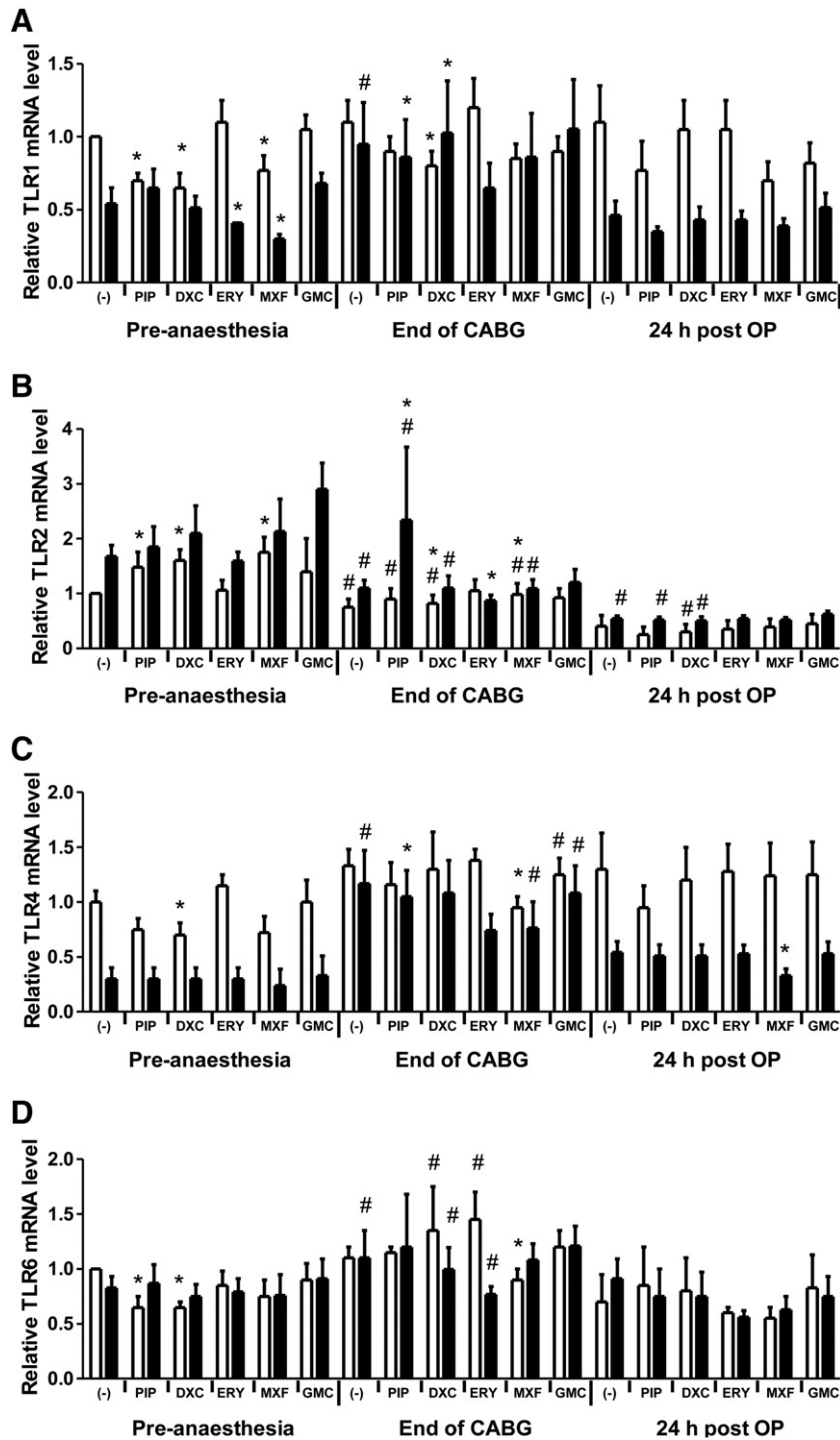 A
Relative TLR1 mRNA level
1.5
1.0
0.5
0.0
* * * * * # * * * *
(-) PIP DXC ERY MXF GMC (-) PIP DXC ERY MXF GMC (-) PIP DXC ERY MXF GMC
Pre-anaesthesia End of CABG 24 h post OP
B
Relative TLR2 mRNA level
4
3
2
1
0
* * * # # # * # * # # * * # # # # # #
(-) PIP DXC ERY MXF GMC (-) PIP DXC ERY MXF GMC (-) PIP DXC ERY MXF GMC
Pre-anaesthesia End of CABG 24 h post OP
C
Relative TLR4 mRNA level
2.0
1.5
1.0
0.5
0.0
* # * * # # # *
(-) PIP DXC ERY MXF GMC (-) PIP DXC ERY MXF GMC (-) PIP DXC ERY MXF GMC
Pre-anaesthesia End of CABG 24 h post OP
D
Relative TLR6 mRNA level
2.0
1.5
1.0
0.5
0.0
* * # # # # # *
(-) PIP DXC ERY MXF GMC (-) PIP DXC ERY MXF GMC (-) PIP DXC ERY MXF GMC
Pre-anaesthesia End of CABG 24 h post OP